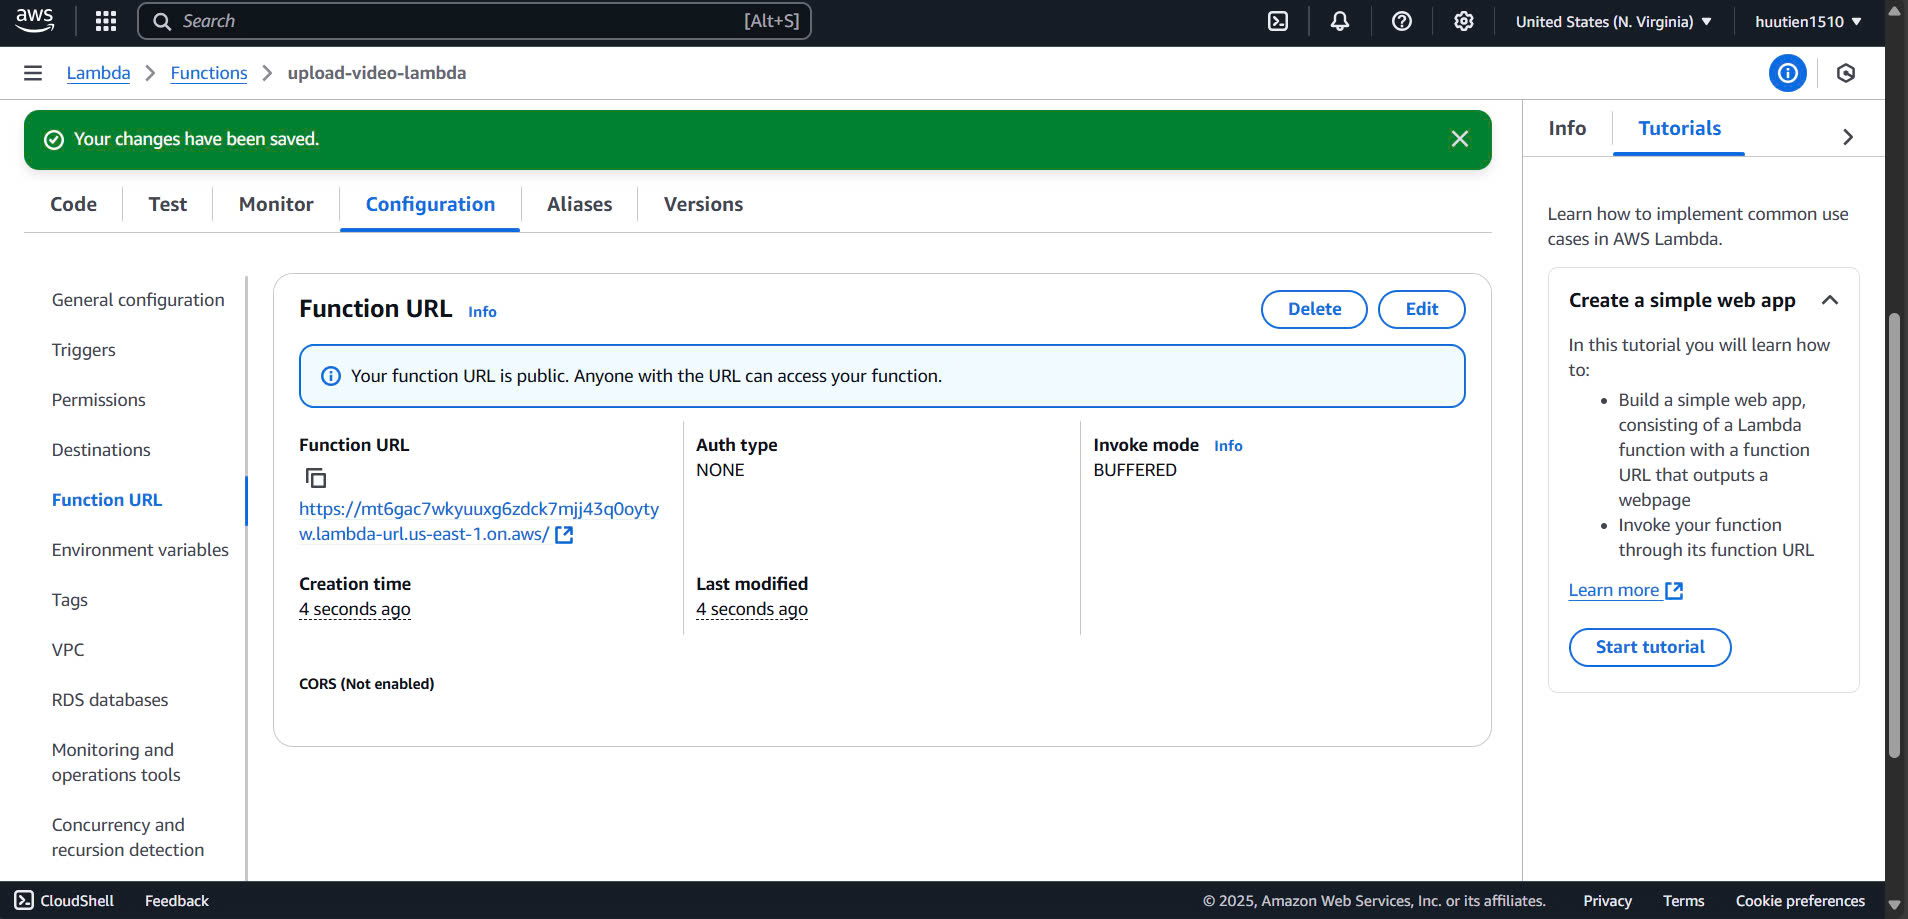 aws
Search
[Alt+S]
United States (N. Virginia)
huutien1510
Lambda
Functions
upload-video-lambda
Your changes have been saved.
Code
Test
Monitor
Configuration
Aliases
Versions
General configuration
Triggers
Permissions
Destinations
Function URL
Environment variables
Tags
VPC
RDS databases
Monitoring and
operations tools
Concurrency and
recursion detection
Function URL Info
Delete
Edit
Your function URL is public. Anyone with the URL can access your function.
Function URL
https://mt6gac7wkyuuxg6zdck7mjj43q0oyty
w.lambda-url.us-east-1.on.aws/
Auth type
NONE
Invoke mode Info
BUFFERED
Creation time
4 seconds ago
Last modified
4 seconds ago
CORS (Not enabled)
Info
Tutorials
Learn how to implement common use
cases in AWS Lambda.
Create a simple web app
In this tutorial you will learn how
to:
• Build a simple web app,
consisting of a Lambda
function with a function
URL that outputs a
webpage
• Invoke your function
through its function URL
Learn more
Start tutorial
CloudShell
Feedback
© 2025, Amazon Web Services, Inc. or its affiliates.
Privacy
Terms
Cookie preferences